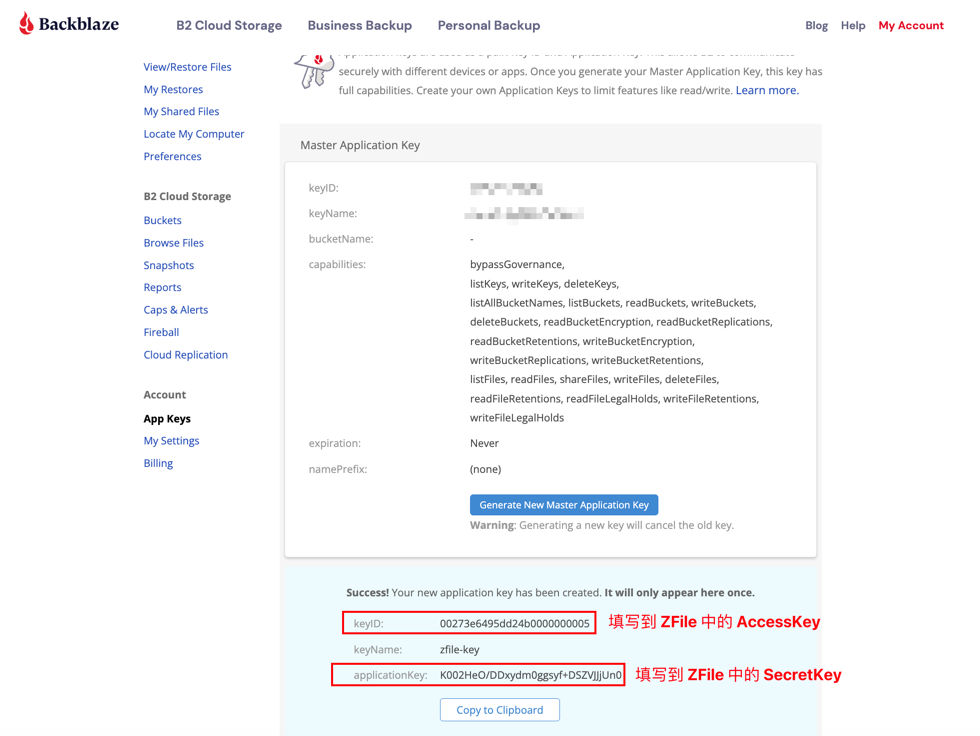 Backblaze
B2 Cloud Storage
Business Backup
Personal Backup
Blog
Help
My Account
securely with different devices or apps. Once you generate your Master Application Key, this key has
full capabilities. Create your own Application Keys to limit features like read/write. Learn more.
View/Restore Files
My Restores
My Shared Files
Locate My Computer
Preferences
B2 Cloud Storage
Buckets
Browse Files
Snapshots
Reports
Caps & Alerts
Fireball
Cloud Replication
Account
App Keys
My Settings
Billing
Master Application Key
keyID:
keyName:
bucketName: -
capabilities: bypassGovernance,
listKeys, writeKeys, deleteKeys,
listAllBucketNames, listBuckets, readBuckets, writeBuckets,
deleteBuckets, readBucketEncryption, readBucketReplications,
readBucketRetentions, writeBucketEncryption,
writeBucketReplications, writeBucketRetentions,
listFiles, readFiles, shareFiles, writeFiles, deleteFiles,
readFileRetentions, readFileLegalHolds, writeFileRetentions,
writeFileLegalHolds
expiration: Never
namePrefix: (none)
Generate New Master Application Key
Warning: Generating a new key will cancel the old key.
Success! Your new application key has been created. It will only appear here once.
keyID: 00273e6495dd24b0000000005 填写到 ZFile 中的 AccessKey
keyName: zfile-key
applicationKey: K002HeO/DDxydm0ggsyf+DSZVJJjUn0 填写到 ZFile 中的 SecretKey
Copy to Clipboard